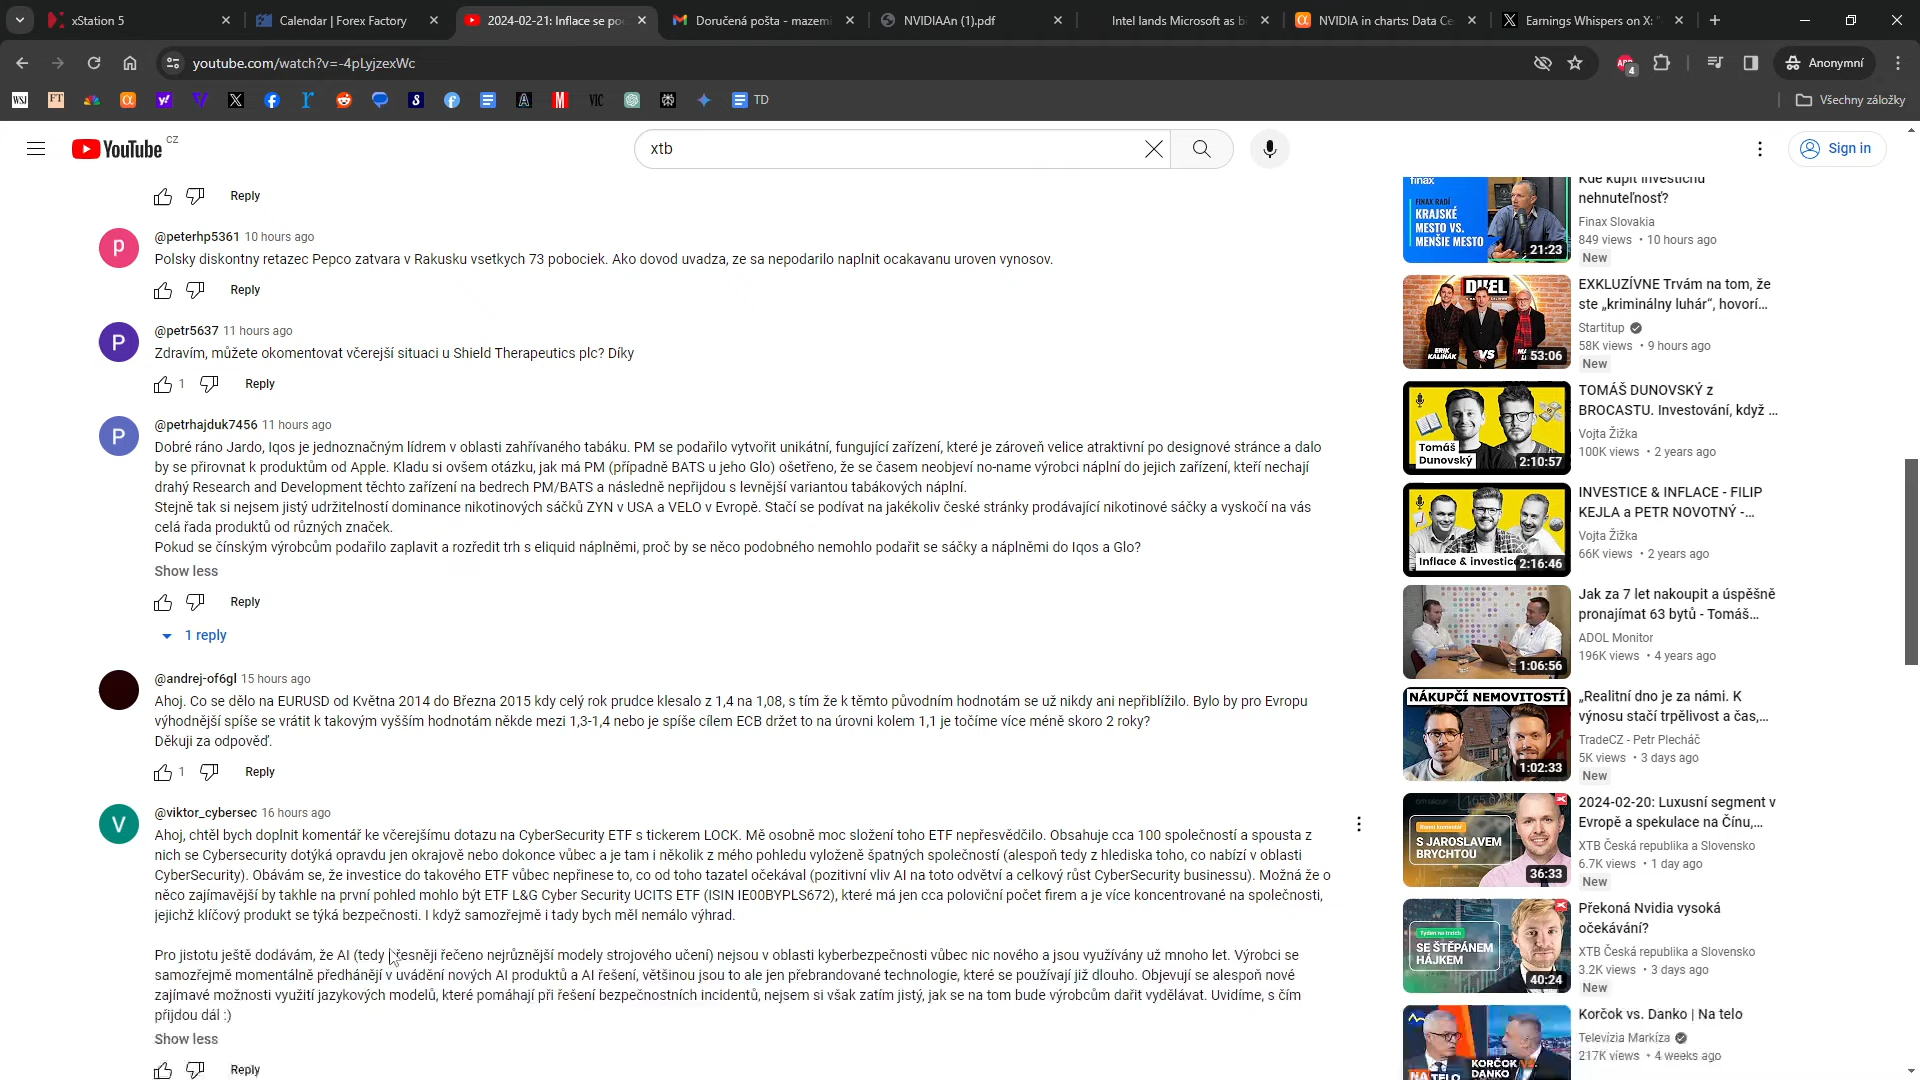 xStation 5
Calendar | Forex Factory
2024-02-21: Inflace se po
Doručená pošta - mazemi
NVIDIAAn (1).pdf
Intel lands Microsoft as bi
NVIDIA in charts: Data Ce
Earnings Whispers on X: "
youtube.com/watch?v=-4pLyjzexWc
4
Anonymní
WSJ
FT
VIC
TD
Všechny záložky
YouTube CZ
xtb
Sign in
Reply
@peterhp5361 10 hours ago
Polsky diskontny retazec Pepco zatvara v Rakusku vsetkych 73 pobociek. Ako dovod uvadza, ze sa nepodarilo naplnit ocakavanu uroven vynosov.
Reply
@petr5637 11 hours ago
Zdravím, můžete okomentovat včerejší situaci u Shield Therapeutics plc? Díky
1 Reply
@petrhajduk7456 11 hours ago
Dobré ráno Jardo, Iqos je jednoznačným lídrem v oblasti zahřívaného tabáku. PM se podařilo vytvořit unikátní, fungující zařízení, které je zároveň velice atraktivní po designové stránce a dalo
by se přirovnat k produktům od Apple. Kladu si ovšem otázku, jak má PM (případně BATS u jeho Glo) ošetřeno, že se časem neobjeví no-name výrobci náplní do jejich zařízení, kteří nechají
drahý Research and Development těchto zařízení na bedrech PM/BATS a následně nepřijdou s levnější variantou tabákových náplní.
Stejně tak si nejsem jistý udržitelností dominance nikotinových sáčků ZYN v USA a VELO v Evropě. Stačí se podívat na jakékoliv české stránky prodávající nikotinové sáčky a vyskočí na vás
celá řada produktů od různých značek.
Pokud se čínským výrobcům podařilo zaplavit a rozředit trh s eliquid náplněmi, proč by se něco podobného nemohlo podařit se sáčky a náplněmi do Iqos a Glo?
Show less
Reply
1 reply
@andrej-of6gl 15 hours ago
Ahoj. Co se dělo na EURUSD od Května 2014 do Března 2015 kdy celý rok prudce klesalo z 1,4 na 1,08, s tím že k těmto původním hodnotám se už nikdy ani nepřiblížilo. Bylo by pro Evropu
výhodnější spíše se vrátit k takovým vyšším hodnotám někde mezi 1,3-1,4 nebo je spíše cílem ECB držet to na úrovni kolem 1,1 je točíme více méně skoro 2 roky?
Děkuji za odpověď.
1 Reply
@viktor_cybersec 16 hours ago
Ahoj, chtěl bych doplnit komentář ke včerejšímu dotazu na CyberSecurity ETF s tickerem LOCK. Mě osobně moc složení toho ETF nepřesvědčilo. Obsahuje cca 100 společností a spousta z
nich se Cybersecurity dotýká opravdu jen okrajově nebo dokonce vůbec a je tam i několik z mého pohledu vyloženě špatných společností (alespoň tedy z hlediska toho, co nabízí v oblasti
CyberSecurity). Obávám se, že investice do takového ETF vůbec nepřinese to, co od toho tazatel očekával (pozitivní vliv AI na toto odvětví a celkový růst CyberSecurity businessu). Možná že o
něco zajímavější by takhle na první pohled mohlo být ETF L&G Cyber Security UCITS ETF (ISIN IE00BYPLS672), které má jen cca poloviční počet firem a je více koncentrované na společnosti,
jejichž klíčový produkt se týká bezpečnosti. I když samozřejmě i tady bych měl nemálo výhrad.
Pro jistotu ještě dodávám, že AI (tedy přesněji řečeno nejrůznější modely strojového učení) nejsou v oblasti kyberbezpečnosti vůbec nic nového a jsou využívány už mnoho let. Výrobci se
samozřejmě momentálně předhánějí v uvádění nových AI produktů a AI řešení, většinou jsou to ale jen přebrandované technologie, které se používají již dlouho. Objevují se alespoň nové
zajímavé možnosti využití jazykových modelů, které pomáhají při řešení bezpečnostních incidentů, nejsem si však zatím jistý, jak se na tom bude výrobcům dařit vydělávat. Uvidíme, s čím
přijdou dál :)
Show less
Reply
finax
FINAX RADÍ
KRAJSKÉ
MESTO VS.
MENŠIE MESTO
21:23
Kde kúpiť investičnú
nehnuteľnosť?
Finax Slovakia
849 views • 10 hours ago
New
DUEL
ERIK
KALIŇÁK
VS
53:06
EXKLUZÍVNE Trvám na tom, že
ste „kriminálny luhár“, hovorí...
Startitup
58K views • 9 hours ago
New
Tomáš
Dunovský
2:10:57
TOMÁŠ DUNOVSKÝ z
BROCASTU. Investování, když ...
Vojta Žižka
100K views • 2 years ago
Inflace & investice
2:16:46
INVESTICE & INFLACE - FILIP
KEJLA a PETR NOVOTNÝ -...
Vojta Žižka
66K views • 2 years ago
1:06:56
Jak za 7 let nakoupit a úspěšně
pronajímat 63 bytů - Tomáš...
ADOL Monitor
196K views • 4 years ago
NÁKUPČÍ NEMOVITOSTÍ
1:02:33
„Realitní dno je za námi. K
výnosu stačí trpělivost a čas,...
TradeCZ - Petr Plecháč
5K views • 3 days ago
New
Ranní komentář
S JAROSLAVEM
BRYCHTOU
36:33
2024-02-20: Luxusní segment v
Evropě a spekulace na Čínu,...
XTB Česká republika a Slovensko
6.7K views • 1 day ago
New
Týden na trzích
SE ŠTĚPÁNEM
HÁJKEM
40:24
Překoná Nvidia vysoká
očekávání?
XTB Česká republika a Slovensko
3.2K views • 3 days ago
New
KORČOK
DANKO
NA TELO
Korčok vs. Danko | Na telo
Televízia Markíza
217K views • 4 weeks ago